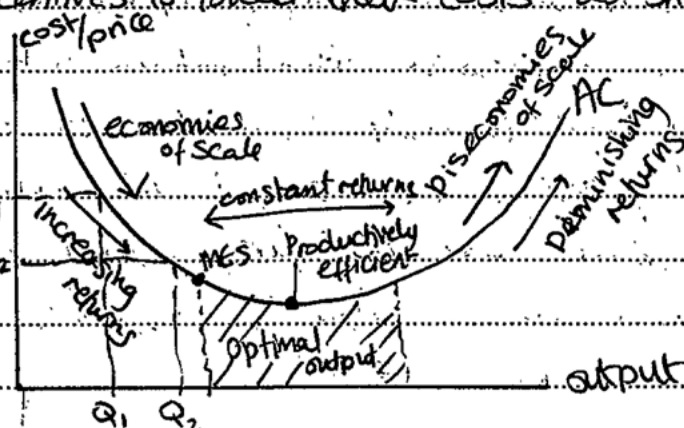 cost/price
economies
of scale
constant returns
Diseconomies
of scale
AC
Diminishing
returns
increasing
returns
MES
Productively
efficient
Optimal
output
output
2
Q1
Q2